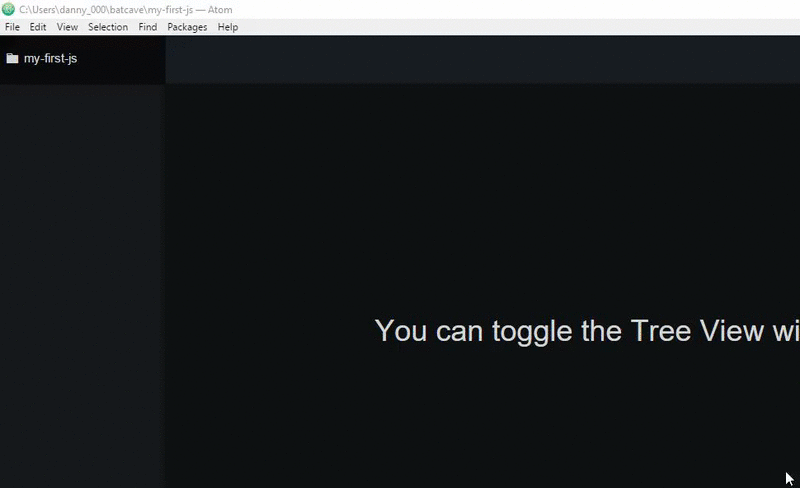 C:\Users\danny_000\batcave\my-first-js — Atom
File Edit View Selection Find Packages Help
my-first-js
You can toggle the Tree View wi